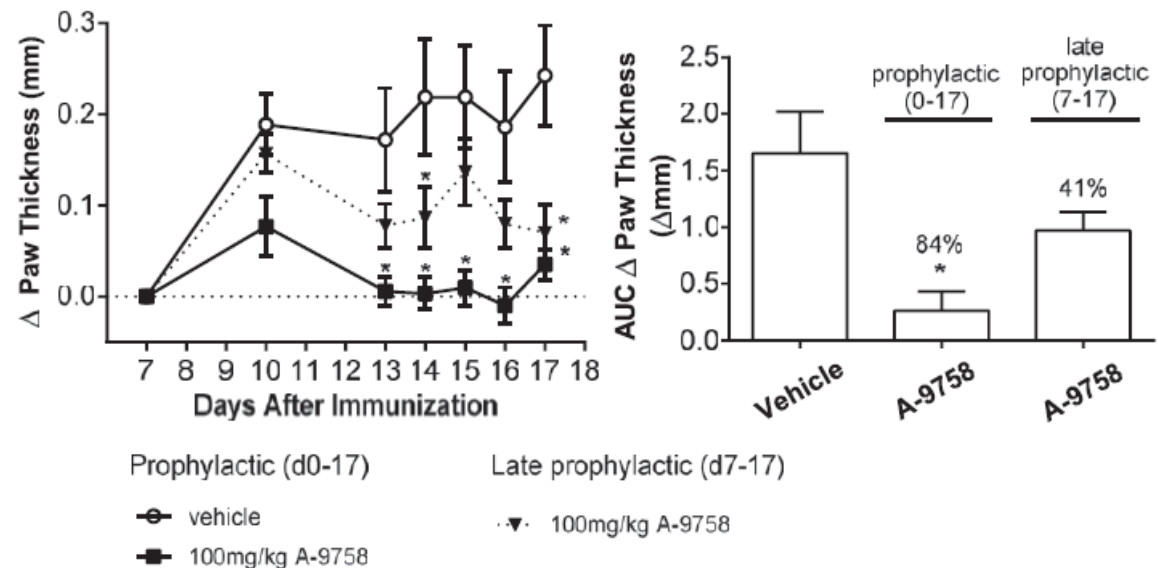 Δ Paw Thickness (mm)
0.3
0.2
0.1
0.0
*
*
*
*
*
*
*
7 8 9 10 11 12 13 14 15 16 17 18
Days After Immunization
AUC Δ Paw Thickness
(Δmm)
2.5
2.0
1.5
1.0
0.5
0.0
prophylactic
(0-17)
late
prophylactic
(7-17)
84%
*
41%
Vehicle
A-9758
A-9758
Prophylactic (d0-17)
vehicle
100mg/kg A-9758
Late prophylactic (d7-17)
100mg/kg A-9758